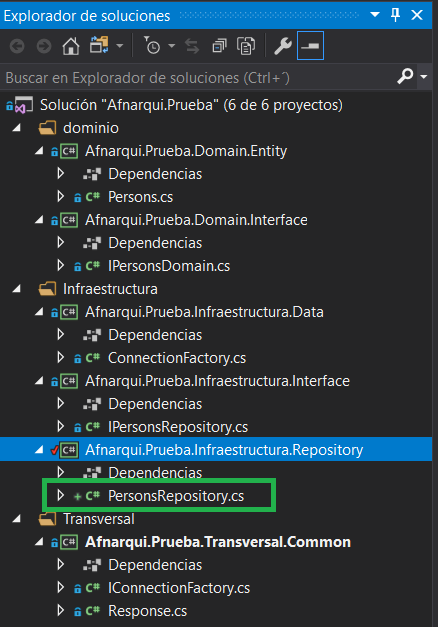 Explorador de soluciones
Buscar en Explorador de soluciones (Ctrl+´)
Solución "Afnarqui.Prueba" (6 de 6 proyectos)
dominio
C# Afnarqui.Prueba.Domain.Entity
Dependencias
C# Persons.cs
C# Afnarqui.Prueba.Domain.Interface
Dependencias
C# IPersonsDomain.cs
Infraestructura
C# Afnarqui.Prueba.Infraestructura.Data
Dependencias
C# ConnectionFactory.cs
C# Afnarqui.Prueba.Infraestructura.Interface
Dependencias
C# IPersonsRepository.cs
C# Afnarqui.Prueba.Infraestructura.Repository
Dependencias
+ C# PersonsRepository.cs
Transversal
C# Afnarqui.Prueba.Transversal.Common
Dependencias
C# IConnectionFactory.cs
C# Response.cs